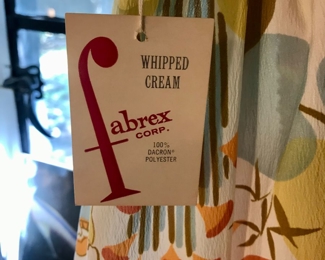 WHIPPED
CREAM
fabrex
CORP.
100%
DACRON®
POLYESTER